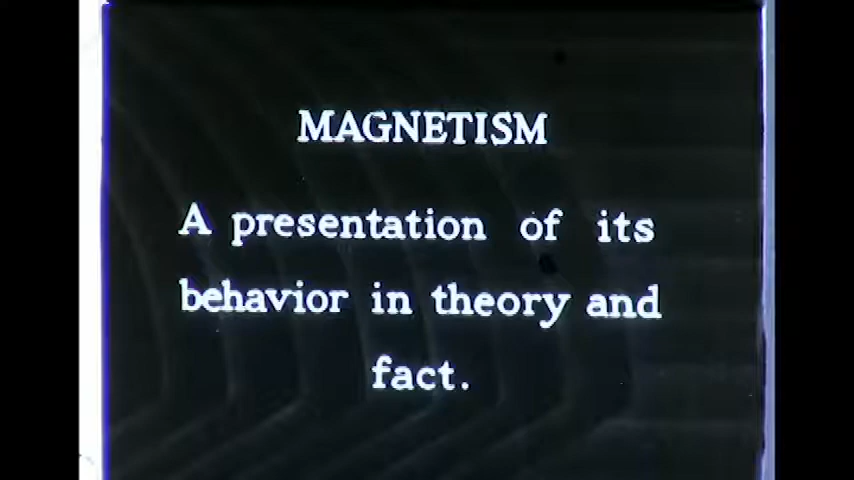 MAGNETISM
A presentation of its
behavior in theory and
fact.